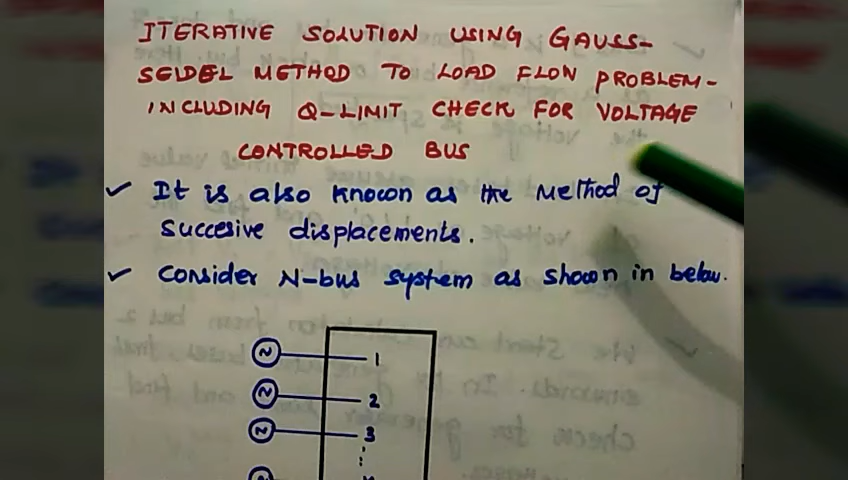 ITERATIVE SOLUTION USING GAUSS-
SEIDEL METHOD TO LOAD FLOW PROBLEM-
INCLUDING Q-LIMIT CHECK FOR VOLTAGE
CONTROLLED BUS
✓ It is also known as the Method of
succesive displacements.
✓ Consider N-bus system as shown in below.
~ 1
~ 2
~ 3